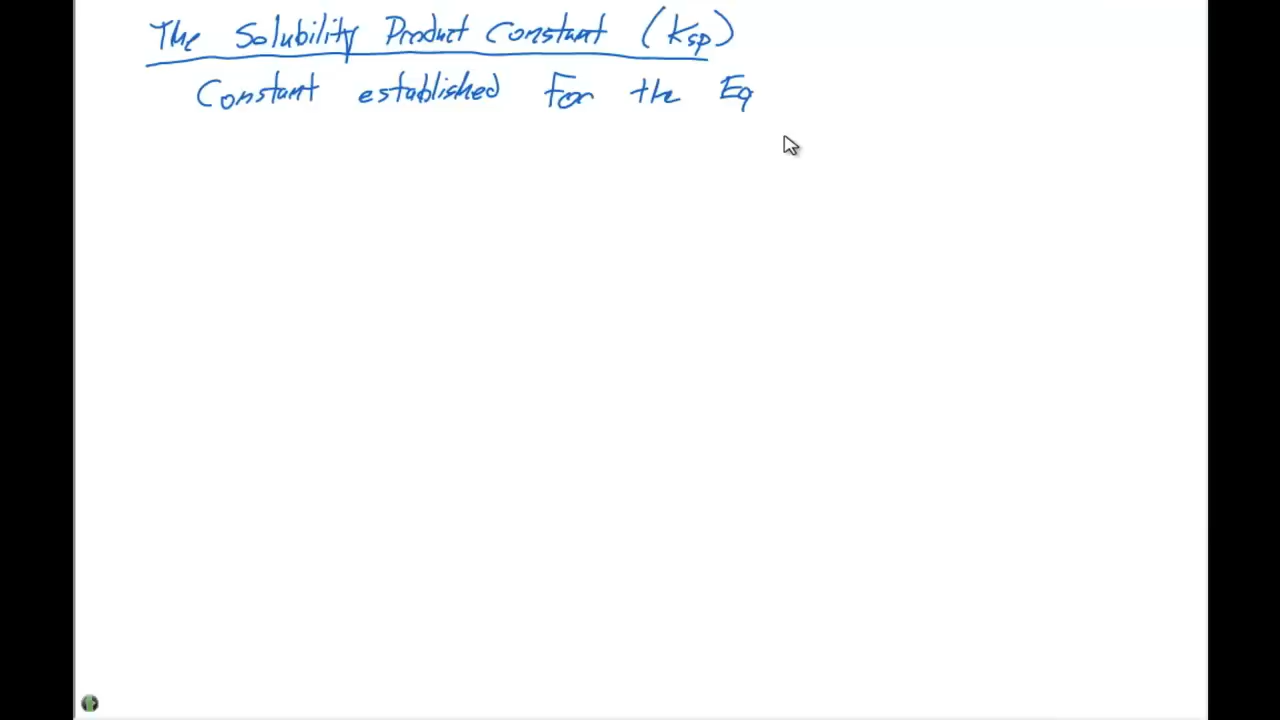 The Solubility Product Constant (Ksp)
Constant established for the Eq